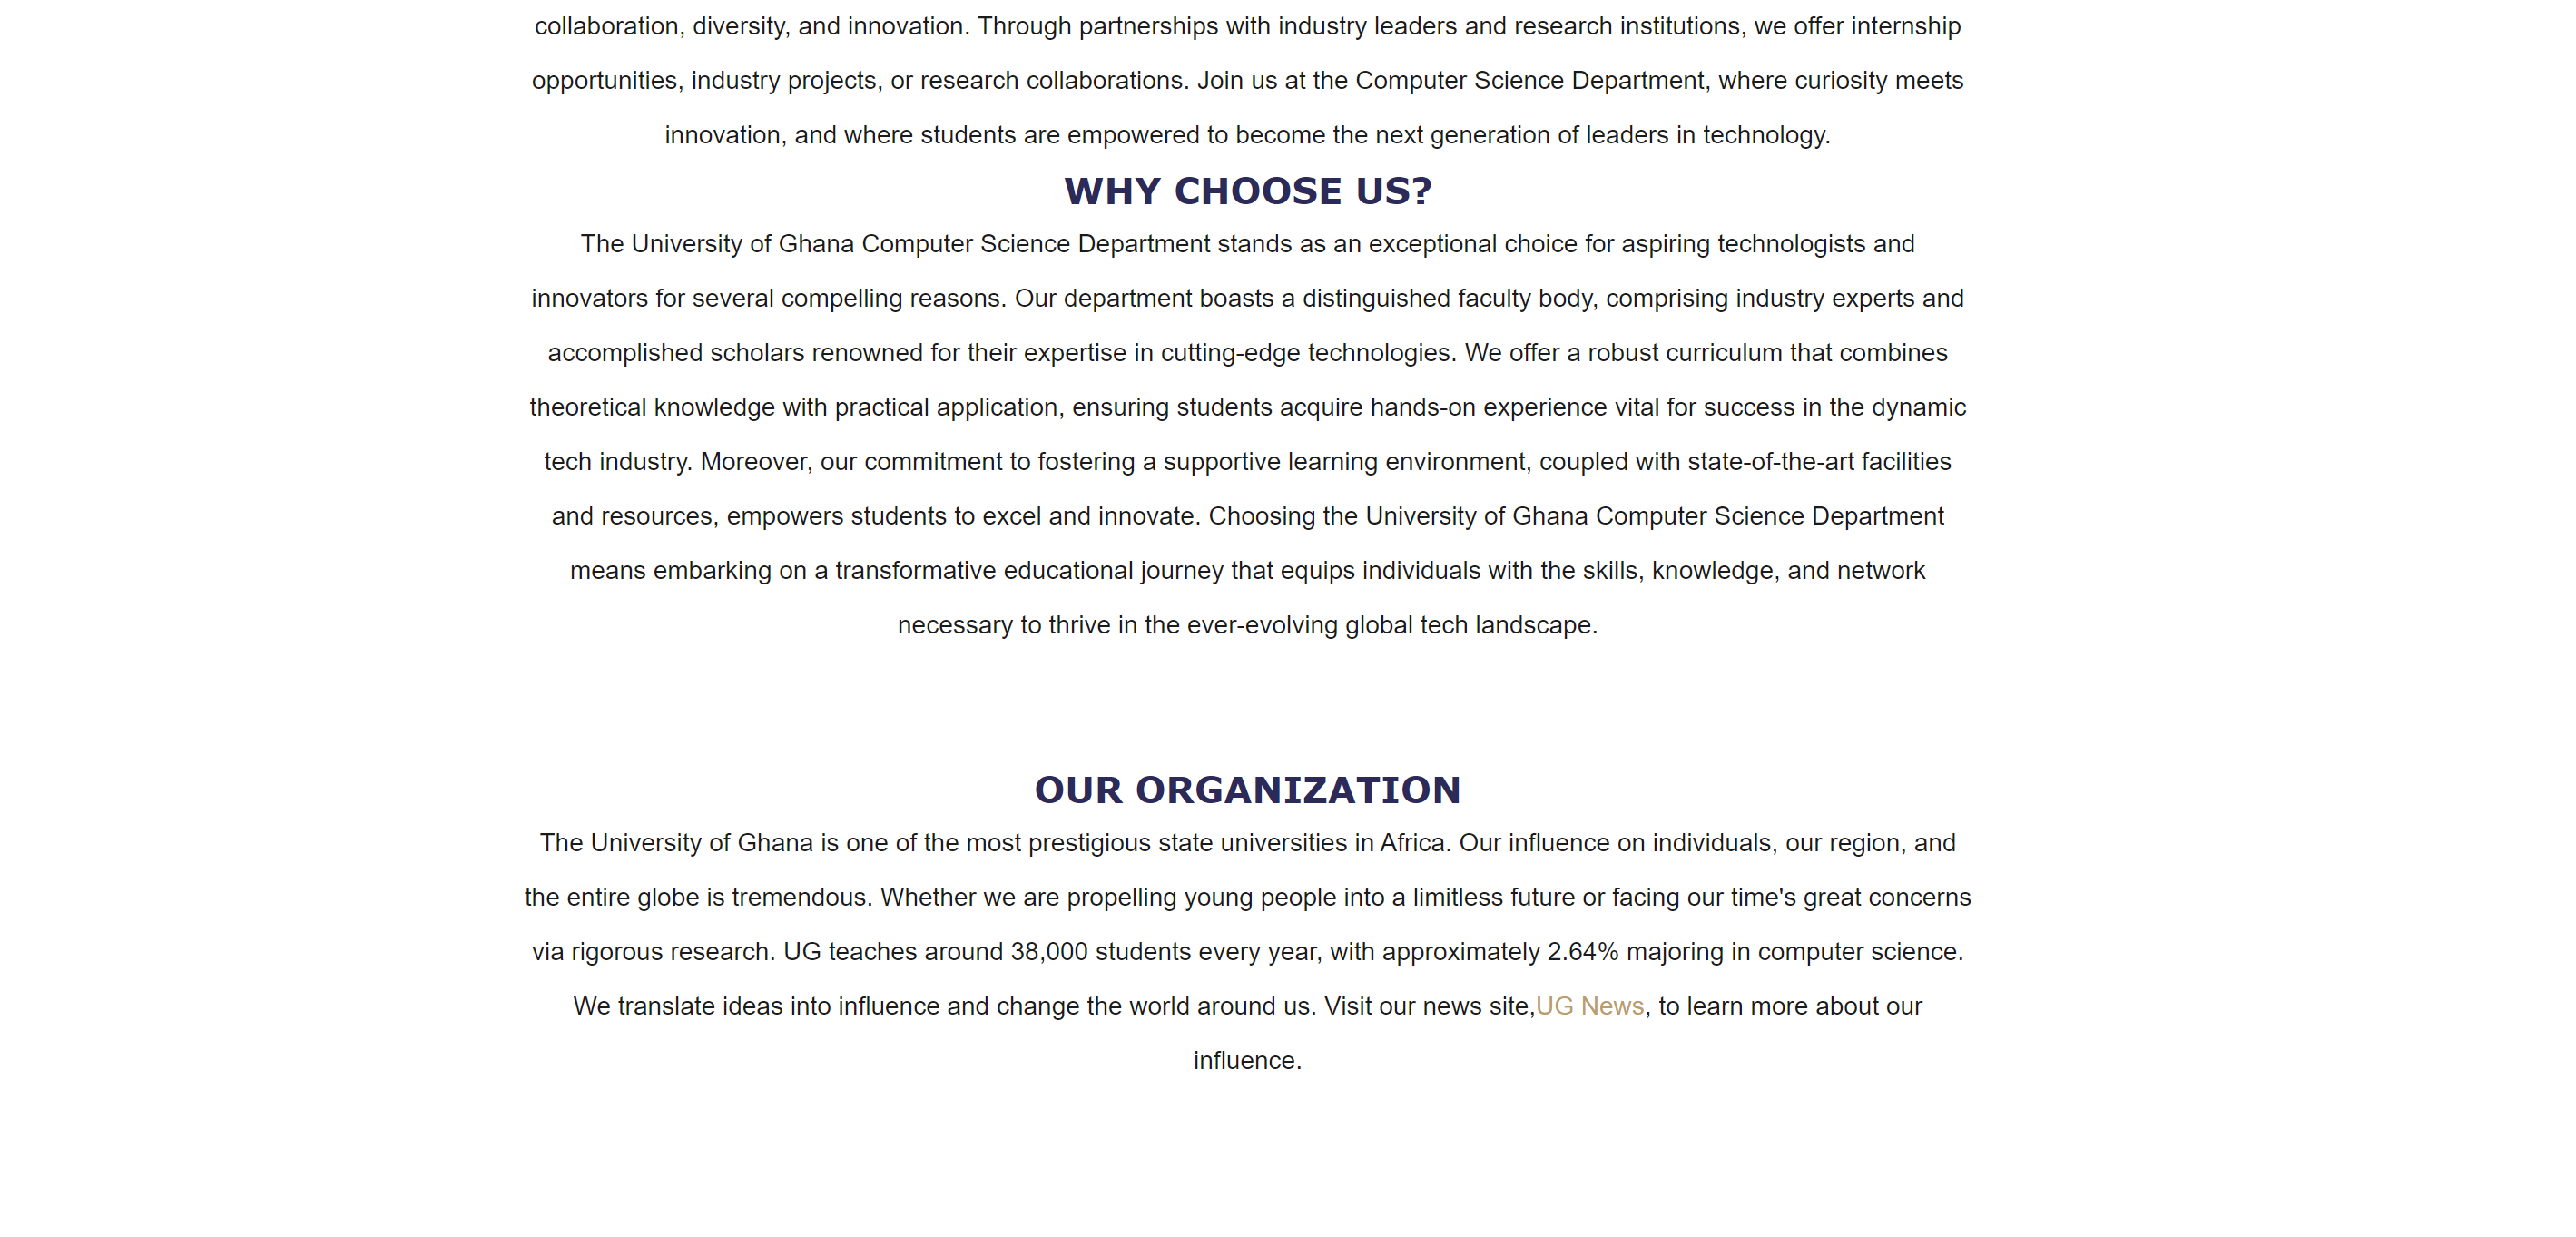 collaboration, diversity, and innovation. Through partnerships with industry leaders and research institutions, we offer internship
opportunities, industry projects, or research collaborations. Join us at the Computer Science Department, where curiosity meets
innovation, and where students are empowered to become the next generation of leaders in technology.
WHY CHOOSE US?
The University of Ghana Computer Science Department stands as an exceptional choice for aspiring technologists and
innovators for several compelling reasons. Our department boasts a distinguished faculty body, comprising industry experts and
accomplished scholars renowned for their expertise in cutting-edge technologies. We offer a robust curriculum that combines
theoretical knowledge with practical application, ensuring students acquire hands-on experience vital for success in the dynamic
tech industry. Moreover, our commitment to fostering a supportive learning environment, coupled with state-of-the-art facilities
and resources, empowers students to excel and innovate. Choosing the University of Ghana Computer Science Department
means embarking on a transformative educational journey that equips individuals with the skills, knowledge, and network
necessary to thrive in the ever-evolving global tech landscape.
OUR ORGANIZATION
The University of Ghana is one of the most prestigious state universities in Africa. Our influence on individuals, our region, and
the entire globe is tremendous. Whether we are propelling young people into a limitless future or facing our time's great concerns
via rigorous research. UG teaches around 38,000 students every year, with approximately 2.64% majoring in computer science.
We translate ideas into influence and change the world around us. Visit our news site,UG News, to learn more about our
influence.